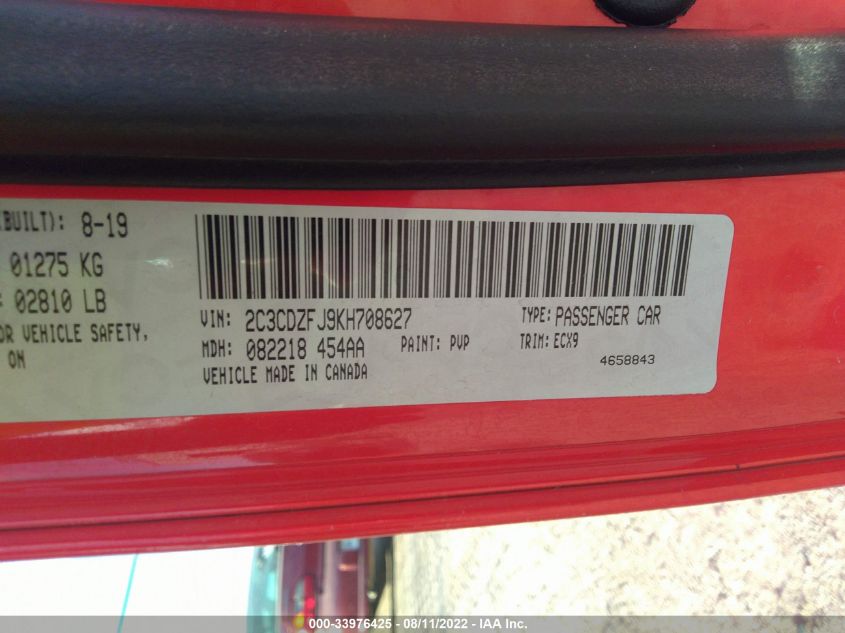 (BUILT): 8-19
01275 KG
02810 LB
OR VEHICLE SAFETY,
ON
VIN: 2C3CDZFJ9KH708627 TYPE: PASSENGER CAR
MDH: 082218 454AA PAINT: PVP TRIM: ECX9
VEHICLE MADE IN CANADA 4658843
000-33976425 - 08/11/2022 - IAA Inc.